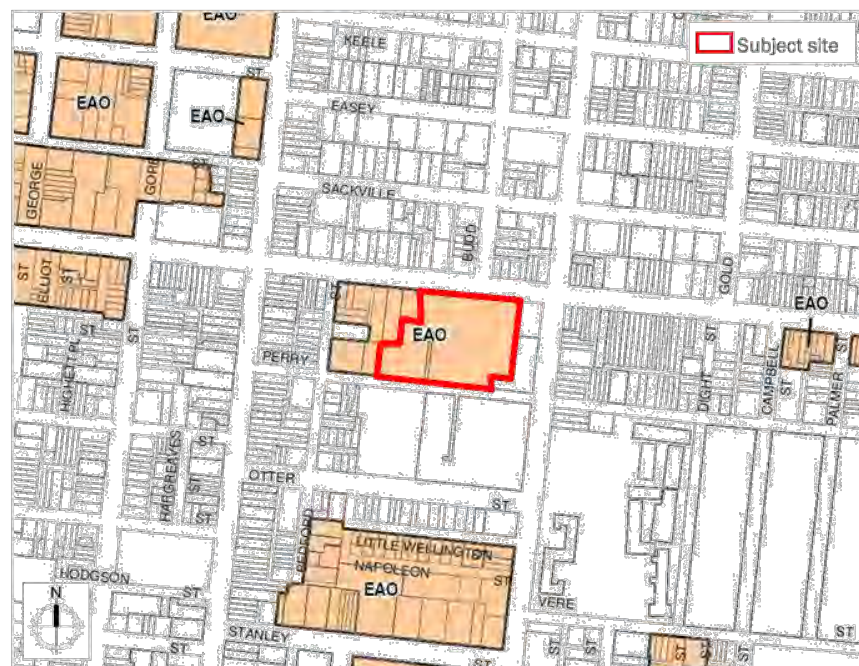 EAO
KEELE
Subject site
ST
EAO
EAO
EASEY
GEORGE
GORE
ST
SACKVILLE
BUDD
GOLD
ST
ELLIOT
ST
ST
EAO
EAO
PERRY
ST
HIGHETT PL
ST
DIGHT
CAMPBELL
ST
PALMER
ST
HARGREAVES
ST
ST
ST
OTTER
ST
BEDFORD
LITTLE WELLINGTON
NAPOLEON
ST
EAO
HODGSON
ST
VERE
N
STANLEY
ST
ST
ST
ST
ST